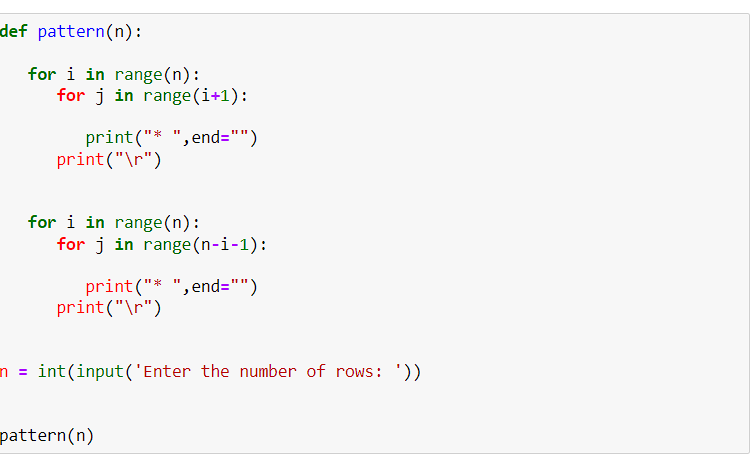 def pattern(n):
for i in range(n):
for j in range(i+1):
print("* ",end="")
print("\r")
for i in range(n):
for j in range(n-i-1):
print("* ",end="")
print("\r")
n = int(input('Enter the number of rows: '))
pattern(n)